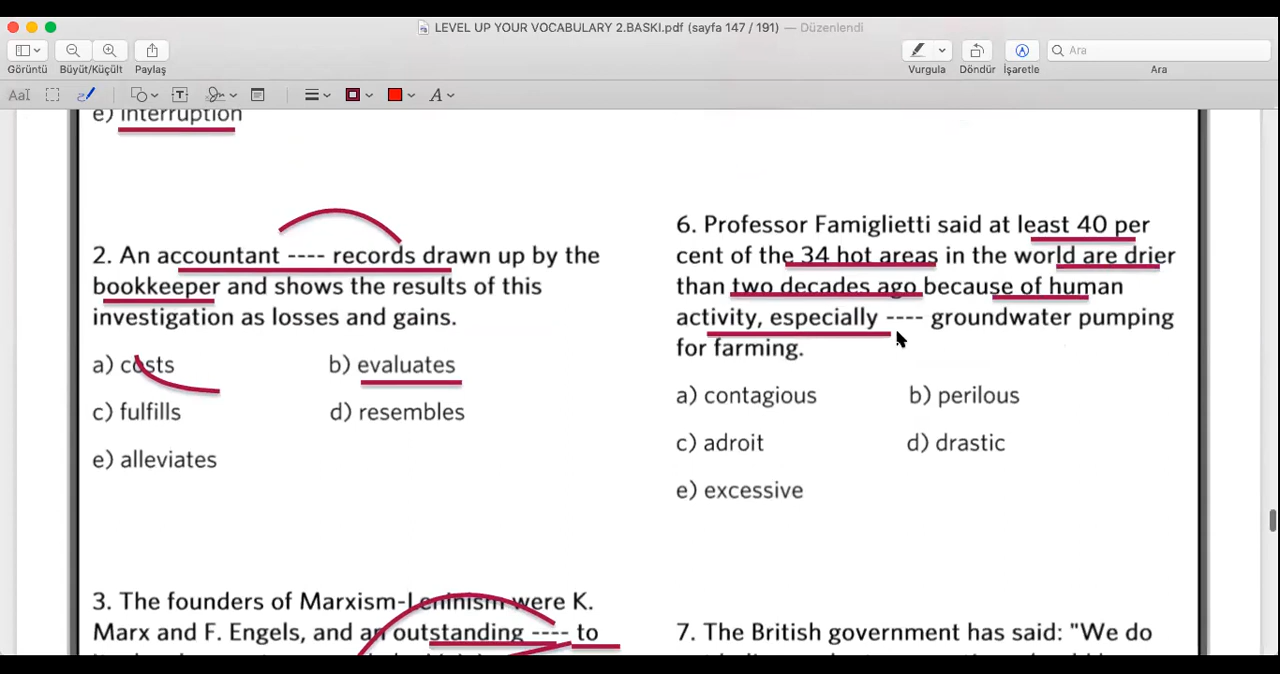 LEVEL UP YOUR VOCABULARY 2.BASKI.pdf (sayfa 147 / 191) — Düzenlendi
Görüntü
Büyüt/Küçült
Paylaş
Vurgula
Döndür
İşaretle
Ara
Ara
AaI
A
e) interruption
2. An accountant ---- records drawn up by the
bookkeeper and shows the results of this
investigation as losses and gains.
a) costs
b) evaluates
c) fulfills
d) resembles
e) alleviates
3. The founders of Marxism-Leninism were K.
Marx and F. Engels, and an outstanding ---- to
6. Professor Famiglietti said at least 40 per
cent of the 34 hot areas in the world are drier
than two decades ago because of human
activity, especially ---- groundwater pumping
for farming.
a) contagious
b) perilous
c) adroit
d) drastic
e) excessive
7. The British government has said: "We do